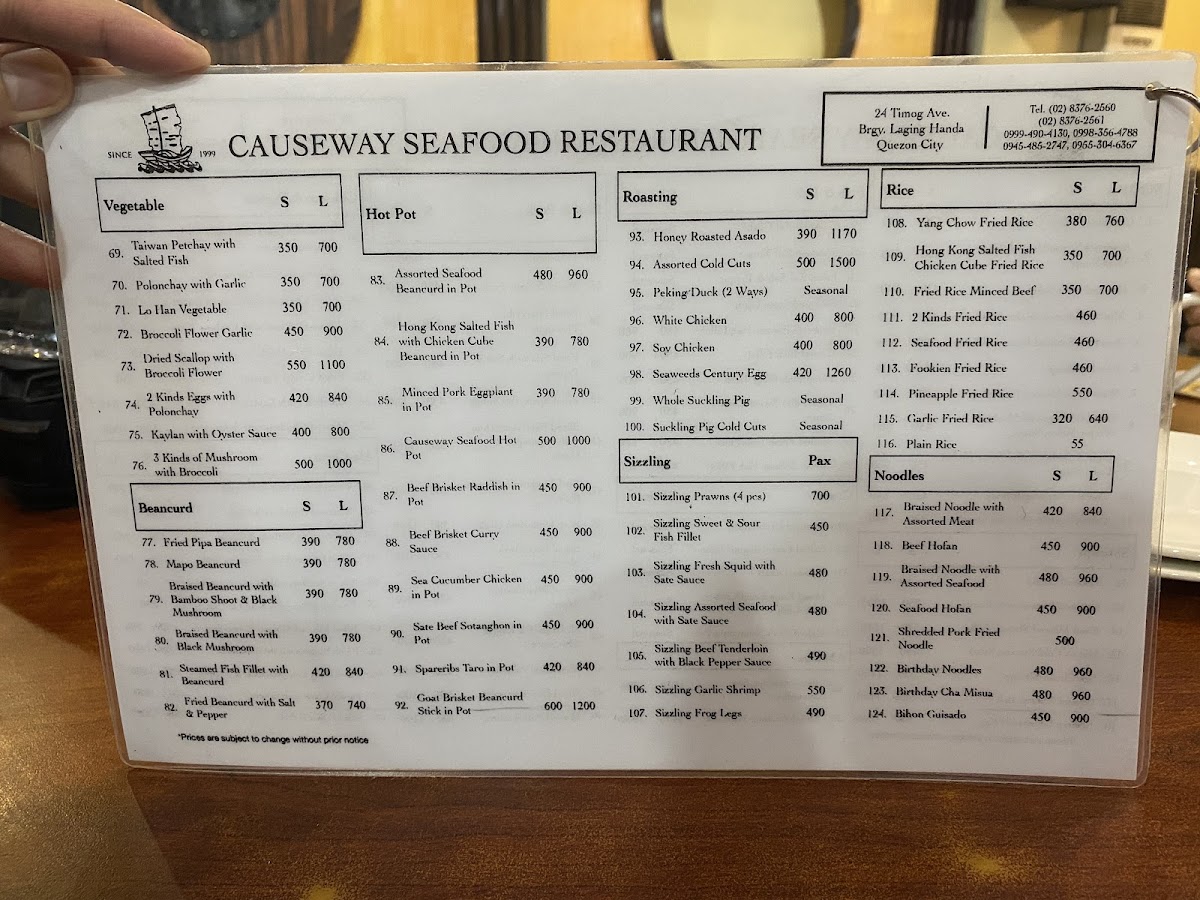 SINCE 1999
CAUSEWAY SEAFOOD RESTAURANT
24 Timog Ave.
Brgy. Laging Handa
Quezon City
Tel. (02) 8376-2560
(02) 8376-2561
0999-490-4130, 0998-356-4788
0945-485-2747, 0955-304-6367
Vegetable S L
69. Taiwan Petchay with 350 700
Salted Fish
70. Polonchay with Garlic 350 700
71. Lo Han Vegetable 350 700
72. Broccoli Flower Garlic 450 900
73. Dried Scallop with 550 1100
Broccoli Flower
74. 2 Kinds Eggs with 420 840
Polonchay
75. Kaylan with Oyster Sauce 400 800
76. 3 Kinds of Mushroom 500 1000
with Broccoli
Beancurd S L
77. Fried Pipa Beancurd 390 780
78. Mapo Beancurd 390 780
79. Braised Beancurd with 390 780
Bamboo Shoot & Black
Mushroom
80. Braised Beancurd with 390 780
Black Mushroom
81. Steamed Fish Fillet with 420 840
Beancurd
82. Fried Beancurd with Salt 370 740
& Pepper
*Prices are subject to change without prior notice
Hot Pot S L
83. Assorted Seafood 480 960
Beancurd in Pot
84. Hong Kong Salted Fish 390 780
with Chicken Cube
Beancurd in Pot
85. Minced Pork Eggplant 390 780
in Pot
86. Causeway Seafood Hot 500 1000
Pot
87. Beef Brisket Raddish in 450 900
Pot
88. Beef Brisket Curry 450 900
Sauce
89. Sea Cucumber Chicken 450 900
in Pot
90. Sate Beef Sotanghon in 450 900
Pot
91. Spareribs Taro in Pot 420 840
92. Goat Brisket Beancurd 600 1200
Stick in Pot
Roasting S L
93. Honey Roasted Asado 390 1170
94. Assorted Cold Cuts 500 1500
95. Peking Duck (2 Ways) Seasonal
96. White Chicken 400 800
97. Soy Chicken 400 800
98. Seaweeds Century Egg 420 1260
99. Whole Suckling Pig Seasonal
100. Suckling Pig Cold Cuts Seasonal
Sizzling Pax
101. Sizzling Prawns (4 pcs) 700
102. Sizzling Sweet & Sour 450
Fish Fillet
103. Sizzling Fresh Squid with 480
Sate Sauce
104. Sizzling Assorted Seafood 480
with Sate Sauce
105. Sizzling Beef Tenderloin 490
with Black Pepper Sauce
106. Sizzling Garlic Shrimp 550
107. Sizzling Frog Legs 490
Rice S L
108. Yang Chow Fried Rice 380 760
109. Hong Kong Salted Fish 350 700
Chicken Cube Fried Rice
110. Fried Rice Minced Beef 350 700
111. 2 Kinds Fried Rice 460
112. Seafood Fried Rice 460
113. Fookien Fried Rice 460
114. Pineapple Fried Rice 550
115. Garlic Fried Rice 320 640
116. Plain Rice 55
Noodles S L
117. Braised Noodle with 420 840
Assorted Meat
118. Beef Hofan 450 900
119. Braised Noodle with 480 960
Assorted Seafood
120. Seafood Hofan 450 900
121. Shredded Pork Fried 500
Noodle
122. Birthday Noodles 480 960
123. Birthday Cha Misua 480 960
124. Bihon Guisado 450 900